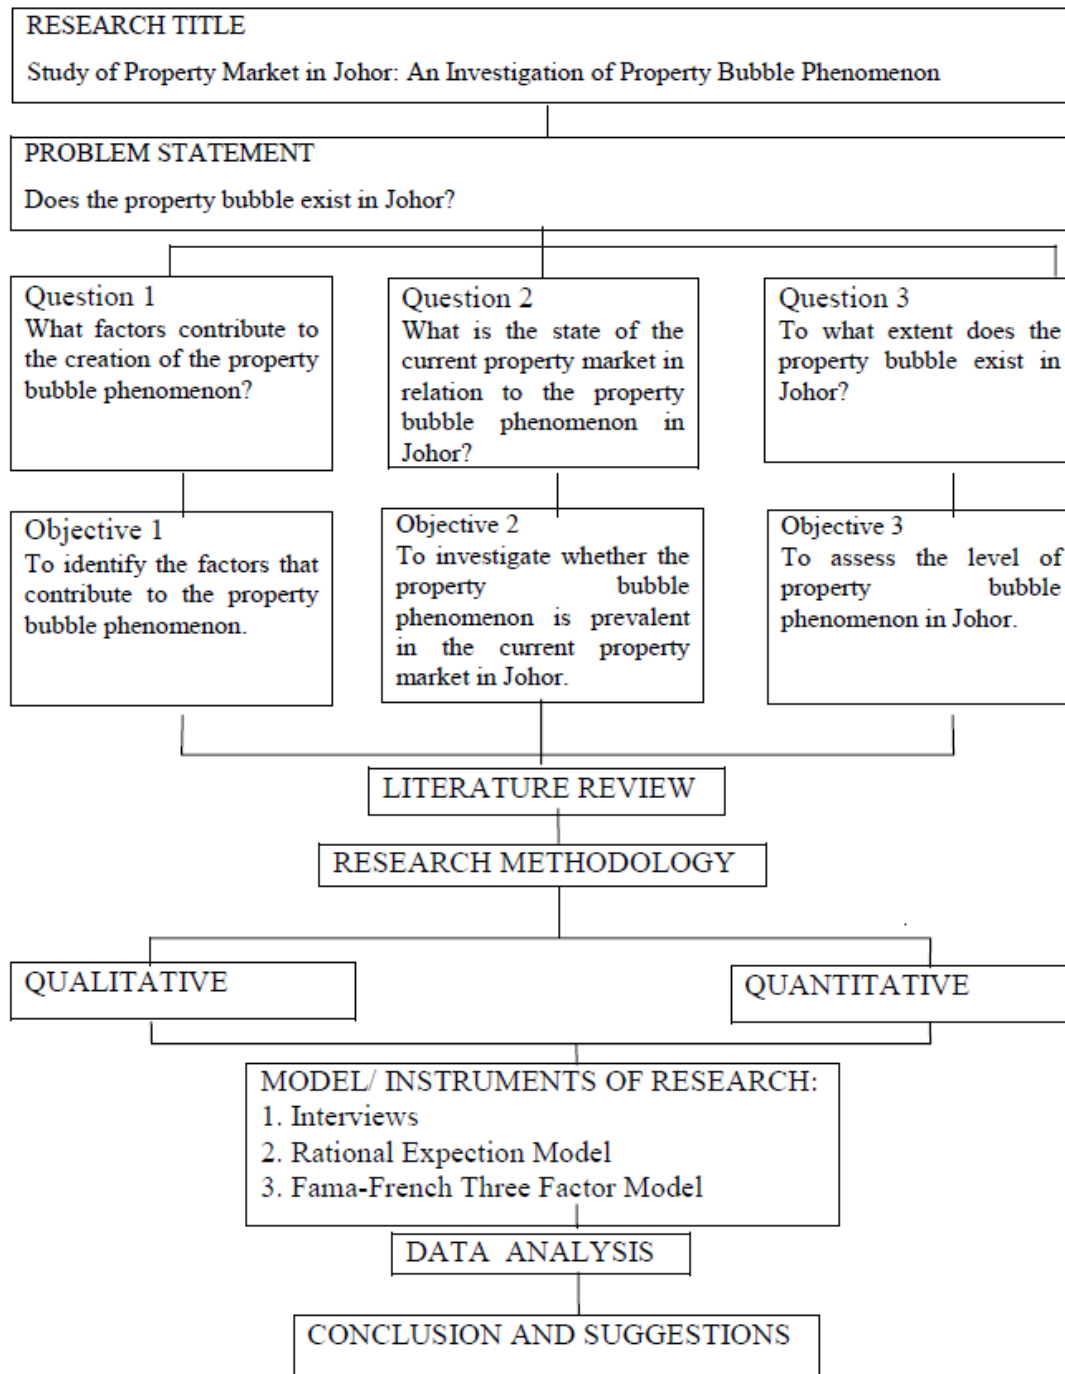 RESEARCH TITLE
Study of Property Market in Johor: An Investigation of Property Bubble Phenomenon
PROBLEM STATEMENT
Does the property bubble exist in Johor?
Question 1
What factors contribute to
the creation of the property
bubble phenomenon?
Question 2
What is the state of the
current property market in
relation to the property
bubble phenomenon in
Johor?
Question 3
To what extent does the
property bubble exist in
Johor?
Objective 1
To identify the factors that
contribute to the property
bubble phenomenon.
Objective 2
To investigate whether the
property bubble
phenomenon is prevalent
in the current property
market in Johor.
Objective 3
To assess the level of
property bubble
phenomenon in Johor.
LITERATURE REVIEW
RESEARCH METHODOLOGY
QUALITATIVE
QUANTITATIVE
MODEL/ INSTRUMENTS OF RESEARCH:
1. Interviews
2. Rational Expection Model
3. Fama-French Three Factor Model
DATA ANALYSIS
CONCLUSION AND SUGGESTIONS